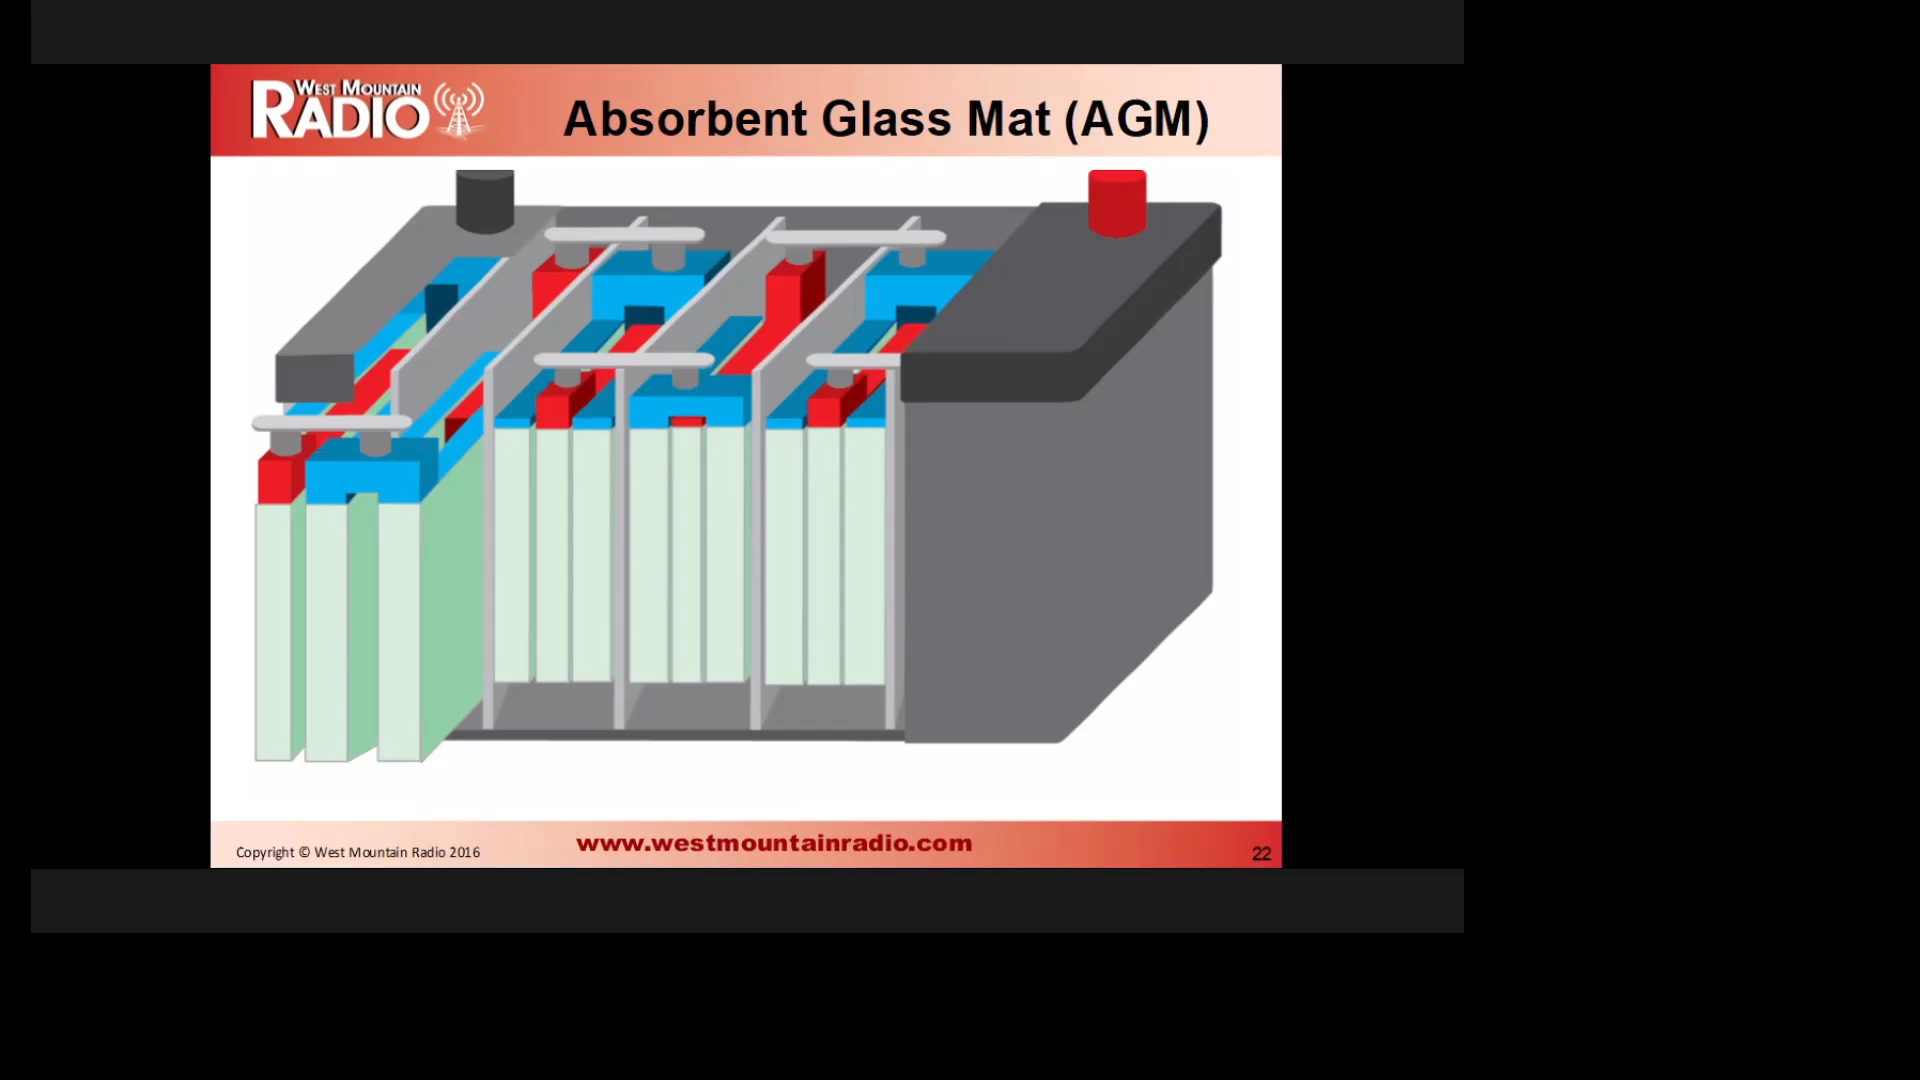 WEST MOUNTAIN
RADIO
Absorbent Glass Mat (AGM)
Copyright © West Mountain Radio 2016
www.westmountainradio.com
22